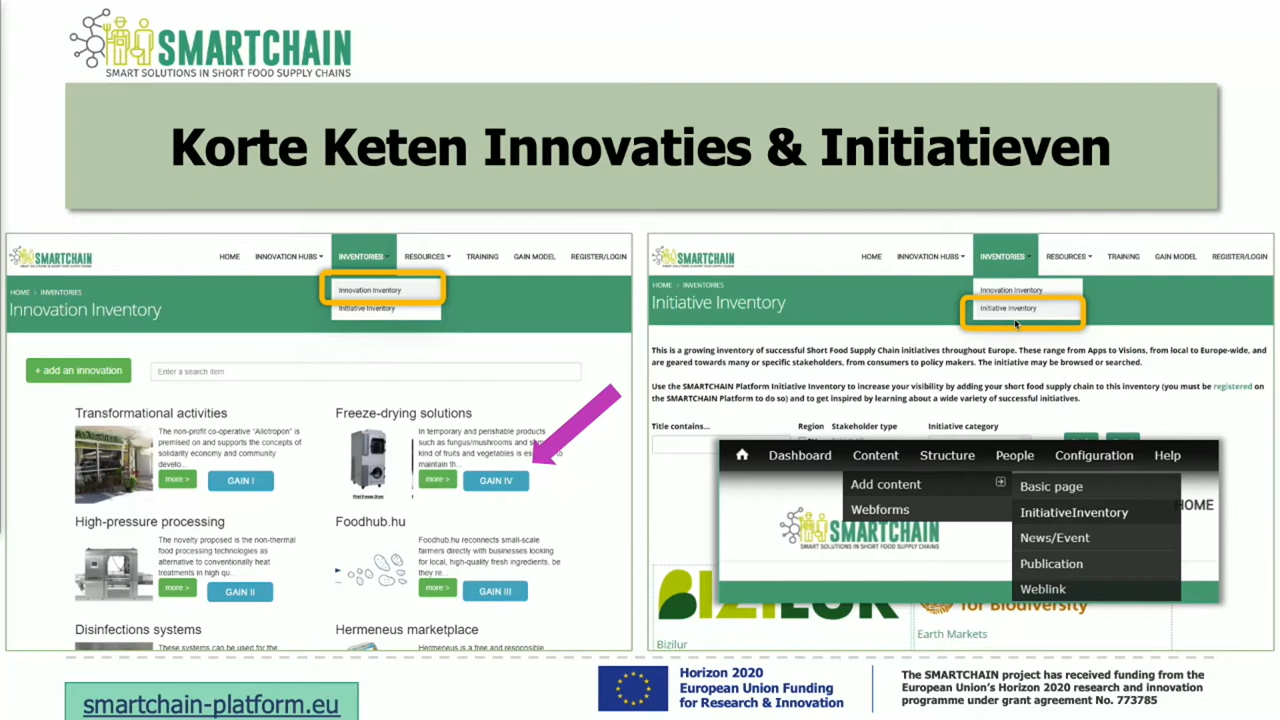 SMARTCHAIN
SMART SOLUTIONS IN SHORT FOOD SUPPLY CHAINS
Korte Keten Innovaties & Initiatieven
SMARTCHAIN
HOME INNOVATION HUBS INVENTORIES RESOURCES TRAINING GAIN MODEL REGISTER/LOGIN
HOME › INVENTORIES
Innovation Inventory
Innovation Inventory
Initiative Inventory
+ add an innovation
Enter a search item
Transformational activities
The non-profit co-operative "Allotropon" is
premised on and supports the concepts of
solidarity economy and community
develo...
more >
GAIN I
Freeze-drying solutions
In temporary and perishable products
such as fungus/mushrooms and
kind of fruits and vegetables is
maintain th...
more >
GAIN IV
High-pressure processing
The novelty proposed is the non-thermal
food processing technologies as
alternative to conventionally heat
treatments in high qu...
more >
GAIN II
Foodhub.hu
Foodhub.hu reconnects small-scale
farmers directly with businesses looking
for local, high-quality fresh ingredients, be
they re...
more >
GAIN III
Disinfections systems
These systems can be used for the
Hermeneus marketplace
Hermeneus is a free and responsible
SMARTCHAIN
HOME INNOVATION HUBS INVENTORIES RESOURCES TRAINING GAIN MODEL REGISTER/LOGIN
HOME › INVENTORIES
Initiative Inventory
Innovation Inventory
Initiative Inventory
This is a growing inventory of successful Short Food Supply Chain initiatives throughout Europe. These range from Apps to Visions, from local to Europe-wide, and
are geared towards many or specific stakeholders, from consumers to policy makers. The initiative may be browsed or searched.
Use the SMARTCHAIN Platform Initiative Inventory to increase your visibility by adding your short food supply chain to this inventory (you must be registered on
the SMARTCHAIN Platform to do so) and to get inspired by learning about a wide variety of successful initiatives.
Title contains... Region Stakeholder type Initiative category
Dashboard Content Structure People Configuration Help
Add content
Webforms
Basic page
InitiativeInventory
News/Event
Publication
Weblink
HOME
SMARTCHAIN
SMART SOLUTIONS IN SHORT FOOD SUPPLY CHAINS
BIZILUR
Bizilur
for Biodiversity
Earth Markets
smartchain-platform.eu
Horizon 2020
European Union Funding
for Research & Innovation
The SMARTCHAIN project has received funding from the
European Union's Horizon 2020 research and innovation
programme under grant agreement No. 773785